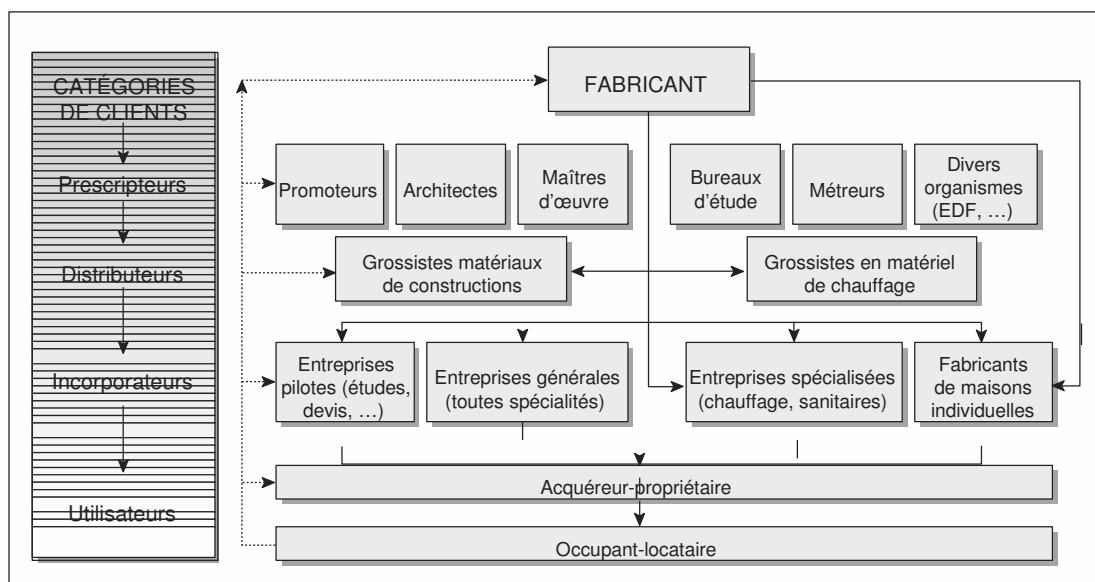 CATÉGORIES
DE CLIENTS
Prescripteurs
Distributeurs
Incorporateurs
Utilisateurs
FABRICANT
Promoteurs
Architectes
Maîtres
d’œuvre
Bureaux
d’étude
Métreurs
Divers
organismes
(EDF, …)
Grossistes matériaux
de constructions
Grossistes en matériel
de chauffage
Entreprises
pilotes (études,
devis, …)
Entreprises générales
(toutes spécialités)
Entreprises spécialisées
(chauffage, sanitaires)
Fabricants
de maisons
individuelles
Acquéreur-propriétaire
Occupant-locataire